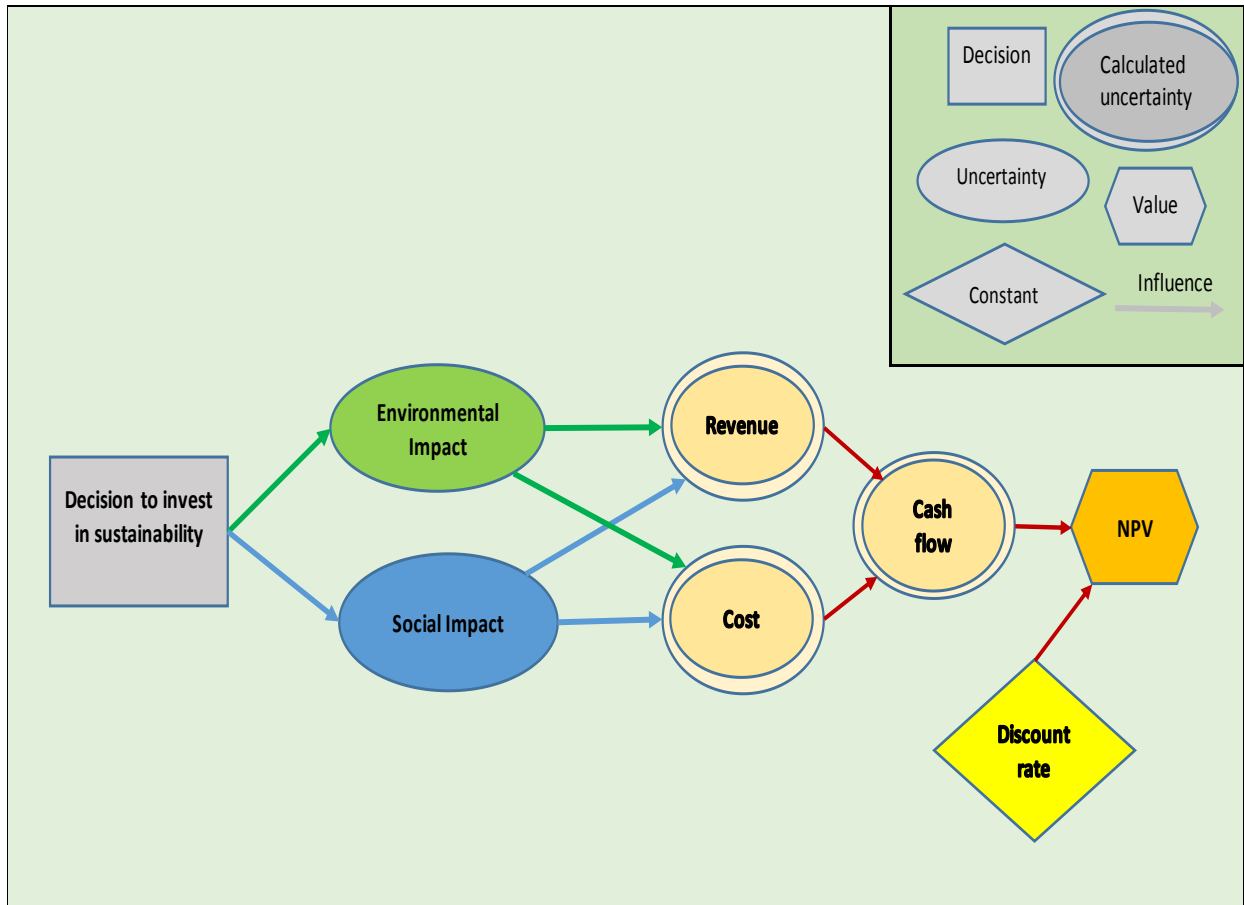 Decision
Calculated
uncertainty
Uncertainty
Value
Constant
Influence
Environmental
Impact
Revenue
Decision to invest
in sustainability
Cash
flow
NPV
Social Impact
Cost
Discount
rate